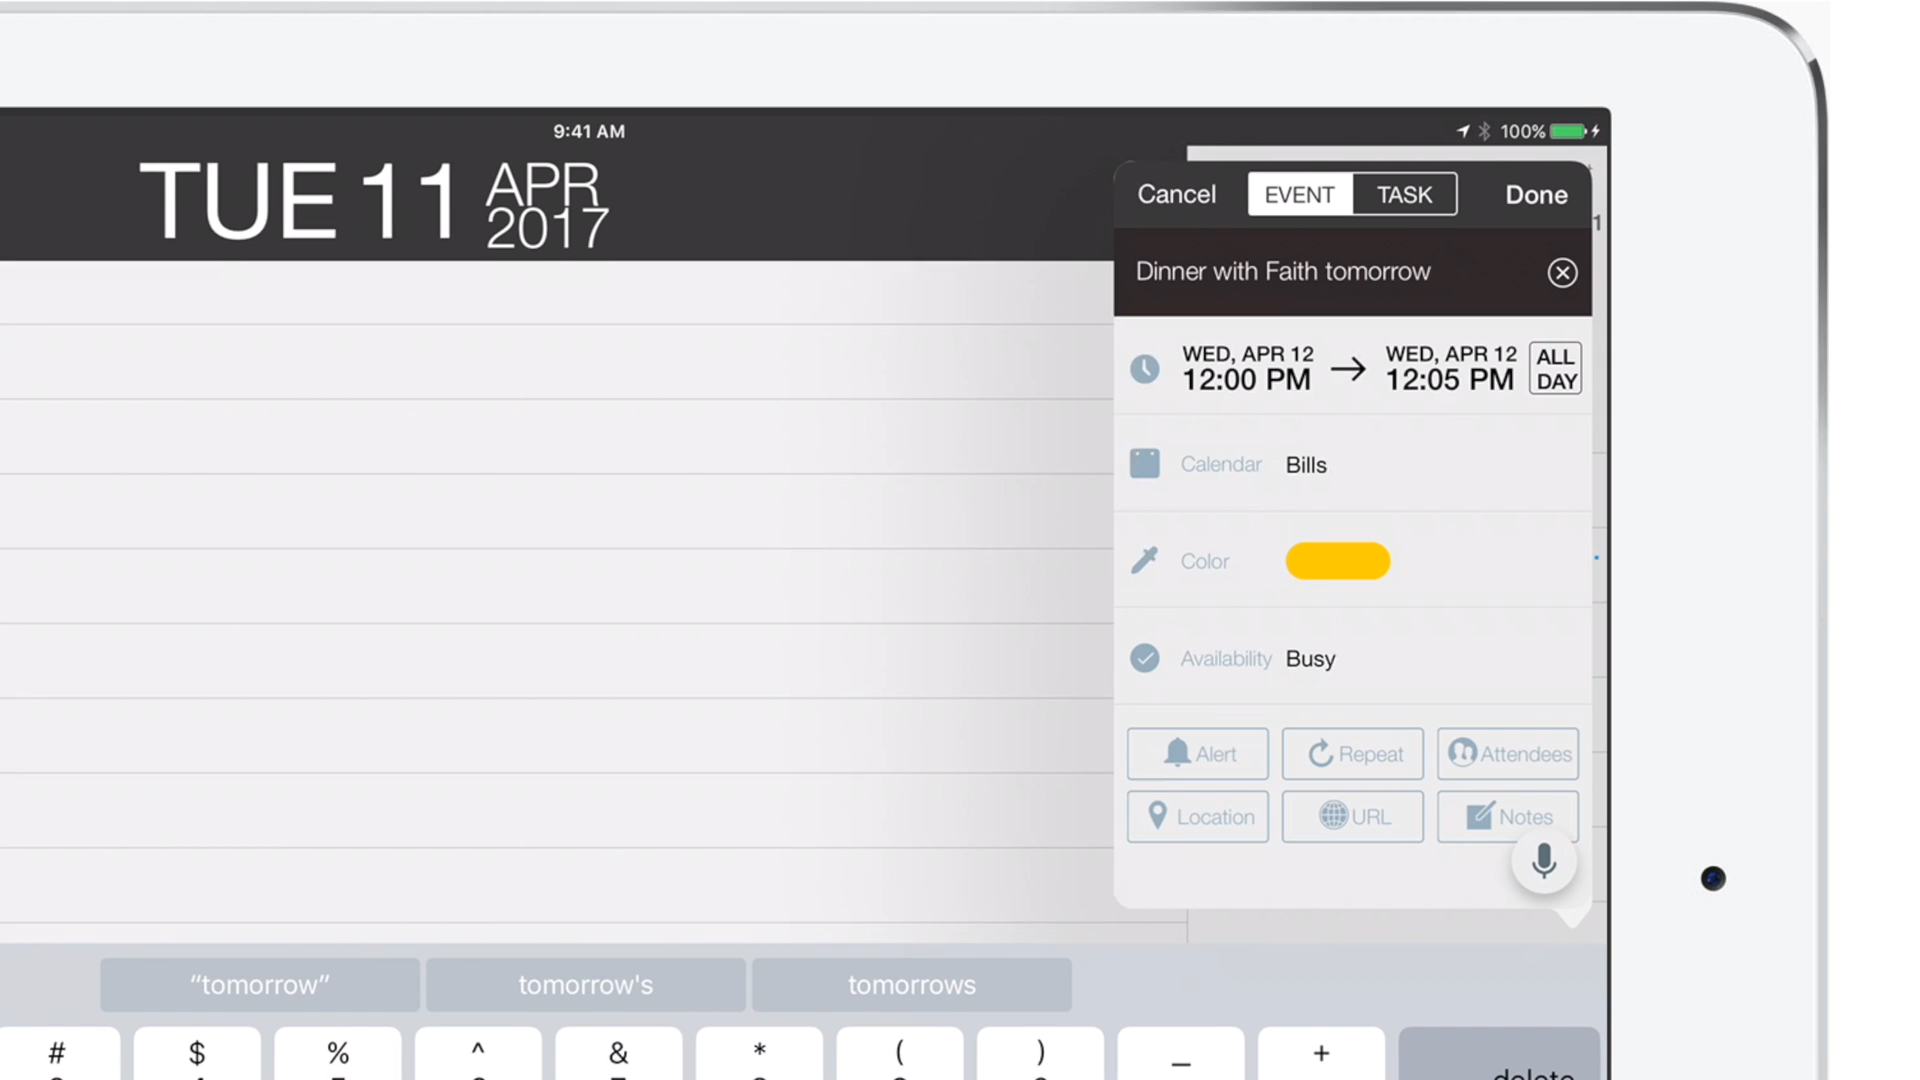 9:41 AM
100%
TUE 11 APR
2017
Cancel EVENT TASK Done
Dinner with Faith tomorrow
WED, APR 12 WED, APR 12 ALL
12:00 PM → 12:05 PM DAY
Calendar Bills
Color
Availability Busy
Alert Repeat Attendees
Location URL Notes
“tomorrow” tomorrow's tomorrows
# $ % ^ & * ( ) _ +
delete